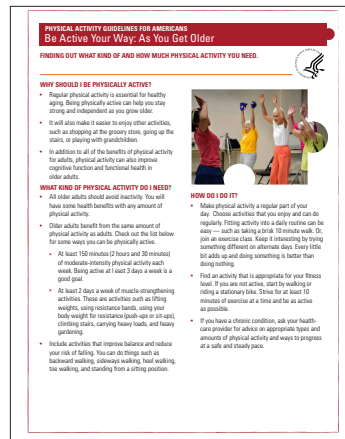 PHYSICAL ACTIVITY GUIDELINES FOR AMERICANS
Be Active Your Way: As You Get Older
FINDING OUT WHAT KIND OF AND HOW MUCH PHYSICAL ACTIVITY YOU NEED.
WHY SHOULD I BE PHYSICALLY ACTIVE?
• Regular physical activity is essential for healthy
aging. Being physically active can help you stay
strong and independent as you grow older.
• It will also make it easier to enjoy other activities,
such as shopping at the grocery store, going up the
stairs, or playing with grandchildren.
• In addition to all of the benefits of physical activity
for adults, physical activity can also improve
cognitive function and functional health in
older adults.
WHAT KIND OF PHYSICAL ACTIVITY DO I NEED?
• All older adults should avoid inactivity. You will
have some health benefits with any amount of
physical activity.
• Older adults benefit from the same amount of
physical activity as adults. Check out the list below
for some ways you can be physically active.
• At least 150 minutes (2 hours and 30 minutes)
of moderate-intensity physical activity each
week. Being active at l east 3 days a week is a
good goal.
• At least 2 days a week of muscle-strengthening
activities. These are activities such as lifting
weights, using resistance bands, using your
body weight for resistance (push-ups or sit-ups),
climbing stairs, carrying heavy loads, and heavy
gardening.
• Include activities that improve balance and reduce
your risk of falling. You can do things such as
backward walking, sideways walking, heel walking,
toe walking, and standing from a sitting position.
HOW DO I DO IT?
• Make physical activity a regular part of your
day. Choose activities that you enjoy and can do
regularly. Fitting activity into a daily routine can be
easy — such as taking a brisk 10 minute walk. Or,
join an exercise class. Keep it interesting by trying
something different on alternate days. Every little
bit adds up and doing something is better than
doing nothing.
• Find an activity that is appropriate for your fitness
level. If you are not active, start by walking or
riding a stationary bike. Strive for at least 10
minutes of exercise at a time and be as active
as possible.
• If you have a chronic condition, ask your health-
care provider for advice on appropriate types and
amounts of physical activity and ways to progress
at a safe and steady pace.